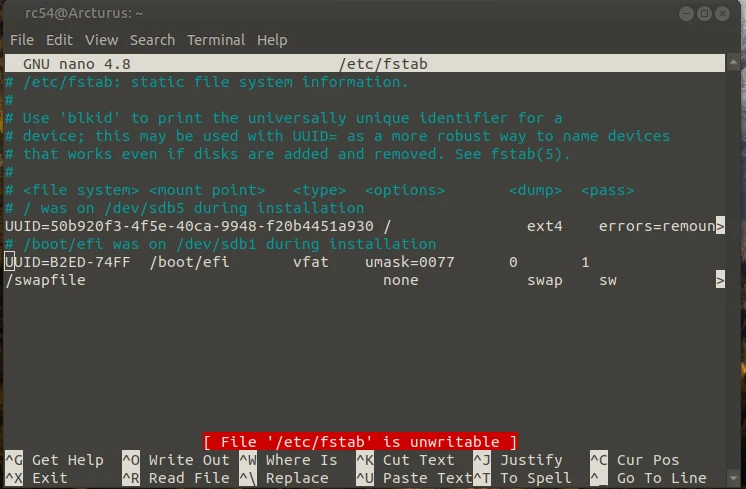 rc54@Arcturus: ~
File Edit View Search Terminal Help
GNU nano 4.8 /etc/fstab
# /etc/fstab: static file system information.
#
# Use 'blkid' to print the universally unique identifier for a
# device; this may be used with UUID= as a more robust way to name devices
# that works even if disks are added and removed. See fstab(5).
#
# <file system> <mount point> <type> <options> <dump> <pass>
# / was on /dev/sdb5 during installation
UUID=50b920f3-4f5e-40ca-9948-f20b4451a930 / ext4 errors=remoun>
# /boot/efi was on /dev/sdb1 during installation
UUID=B2ED-74FF /boot/efi vfat umask=0077 0 1
/swapfile none swap sw >
[ File '/etc/fstab' is unwritable ]
^G Get Help ^O Write Out ^W Where Is ^K Cut Text ^J Justify ^C Cur Pos
^X Exit ^R Read File ^\ Replace ^U Paste Text ^T To Spell ^_ Go To Line